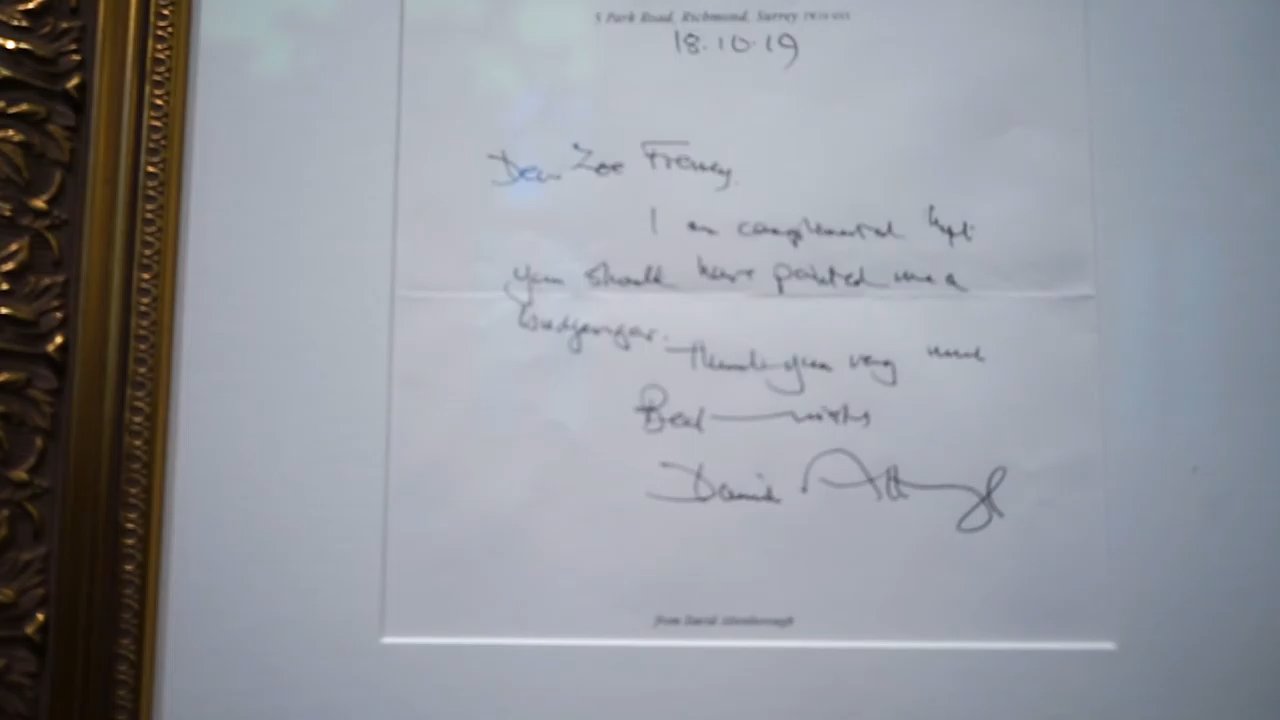 5 Park Road, Richmond, Surrey
18.10.19
Dear Zoe Freney,
I am complimented that
you should have painted me a
budgerigar.
Thank you very much
Best wishes
David Attenborough
from David Attenborough